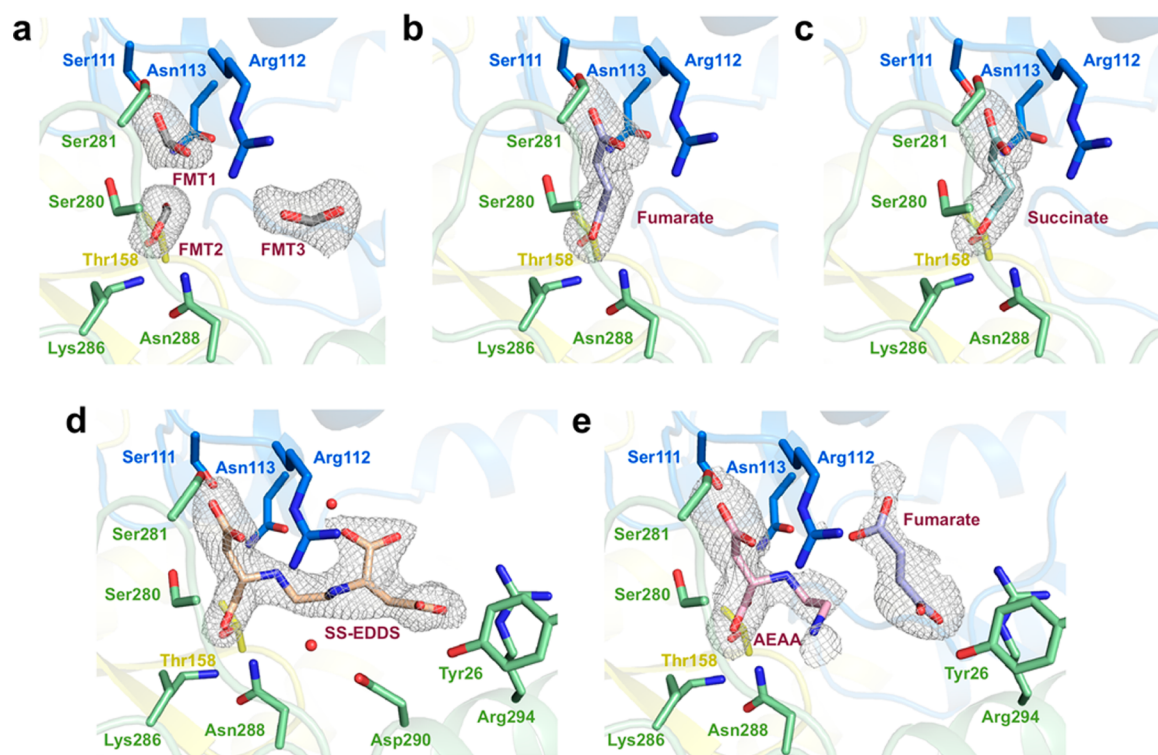 a
Ser111
Asn113
Arg112
Ser281
FMT1
Ser280
FMT2
FMT3
Thr158
Lys286
Asn288
b
Ser111
Asn113
Arg112
Ser281
Ser280
Fumarate
Thr158
Lys286
Asn288
c
Ser111
Asn113
Arg112
Ser281
Ser280
Succinate
Thr158
Lys286
Asn288
d
Ser111
Asn113
Arg112
Ser281
Ser280
SS-EDDS
Thr158
Tyr26
Lys286
Asn288
Asp290
Arg294
e
Ser111
Asn113
Arg112
Fumarate
Ser281
Ser280
AEAA
Thr158
Tyr26
Lys286
Asn288
Arg294